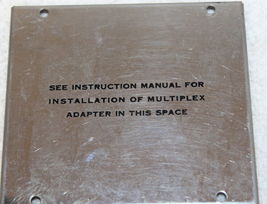 SEE INSTRUCTION MANUAL FOR
INSTALLATION OF MULTIPLEX
ADAPTER IN THIS SPACE